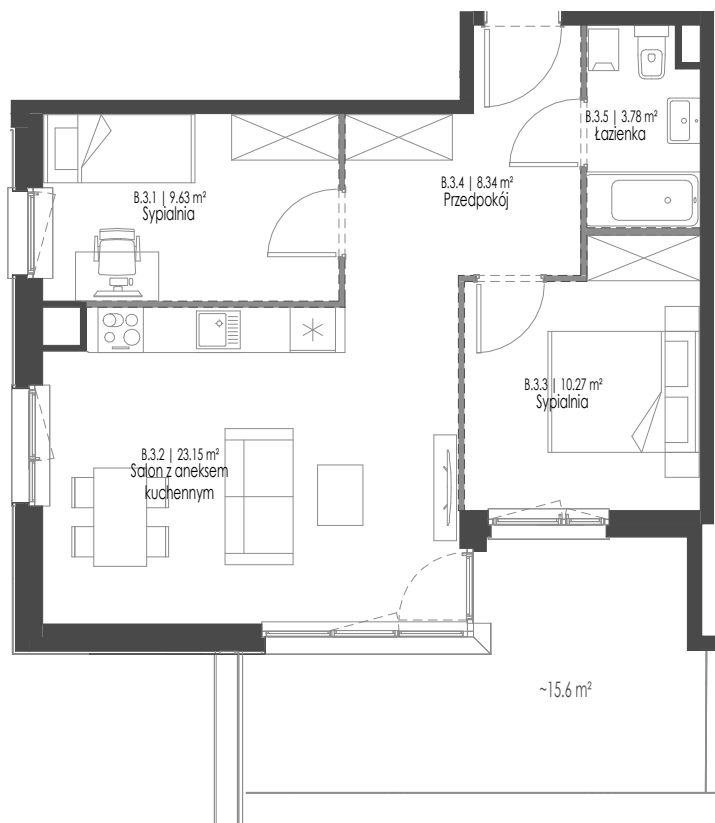 B.3.5 | 3.78 m²
Łazienka
B.3.4 | 8.34 m²
Przedpokój
B.3.1 | 9.63 m²
Sypialnia
B.3.3 | 10.27 m²
Sypialnia
B.3.2 | 23.15 m²
Salon z aneksem
kuchennym
~15.6 m²